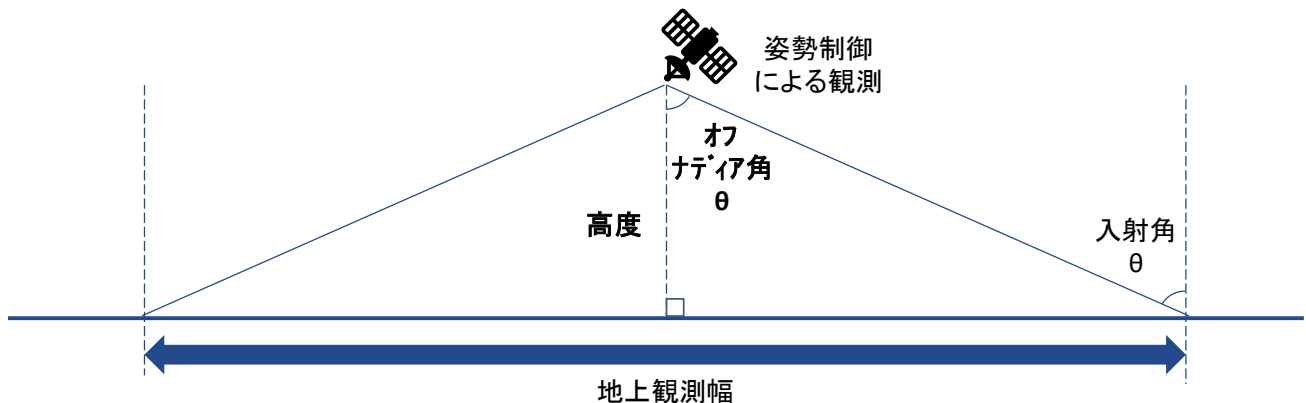 姿勢制御
による観測
オフ
ナディア角
θ
高度
入射角
θ
地上観測幅